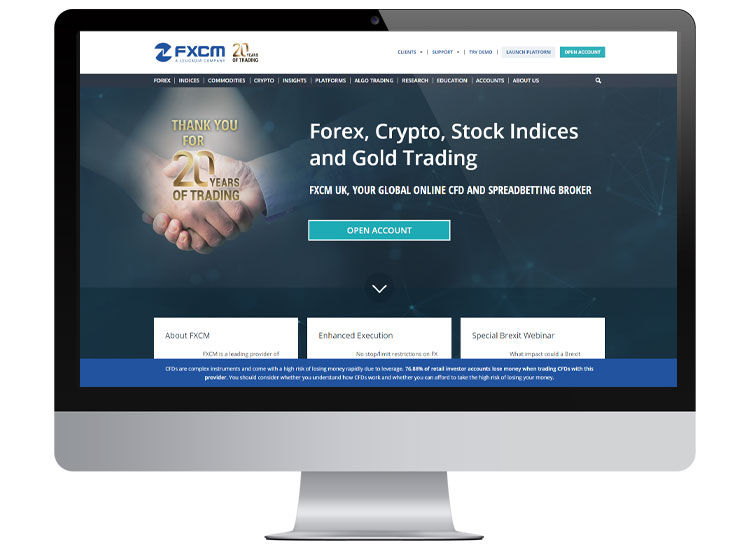 FXCM
A LEUCADIA COMPANY
20 YEARS
OF TRADING
CLIENTS | SUPPORT | TRY DEMO | LAUNCH PLATFORM OPEN ACCOUNT
FOREX | INDICES | COMMODITIES | CRYPTO | INSIGHTS | PLATFORMS | ALGO TRADING | RESEARCH | EDUCATION | ACCOUNTS | ABOUT US
THANK YOU
FOR
20 YEARS
OF TRADING
Forex, Crypto, Stock Indices
and Gold Trading
FXCM UK, YOUR GLOBAL ONLINE CFD AND SPREADBETTING BROKER
OPEN ACCOUNT
About FXCM
FXCM is a leading provider of
Enhanced Execution
No stop/limit restrictions on FX
Special Brexit Webinar
What impact could a Brexit
CFDs are complex instruments and come with a high risk of losing money rapidly due to leverage. 76.88% of retail investor accounts lose money when trading CFDs with this
provider. You should consider whether you understand how CFDs work and whether you can afford to take the high risk of losing your money.